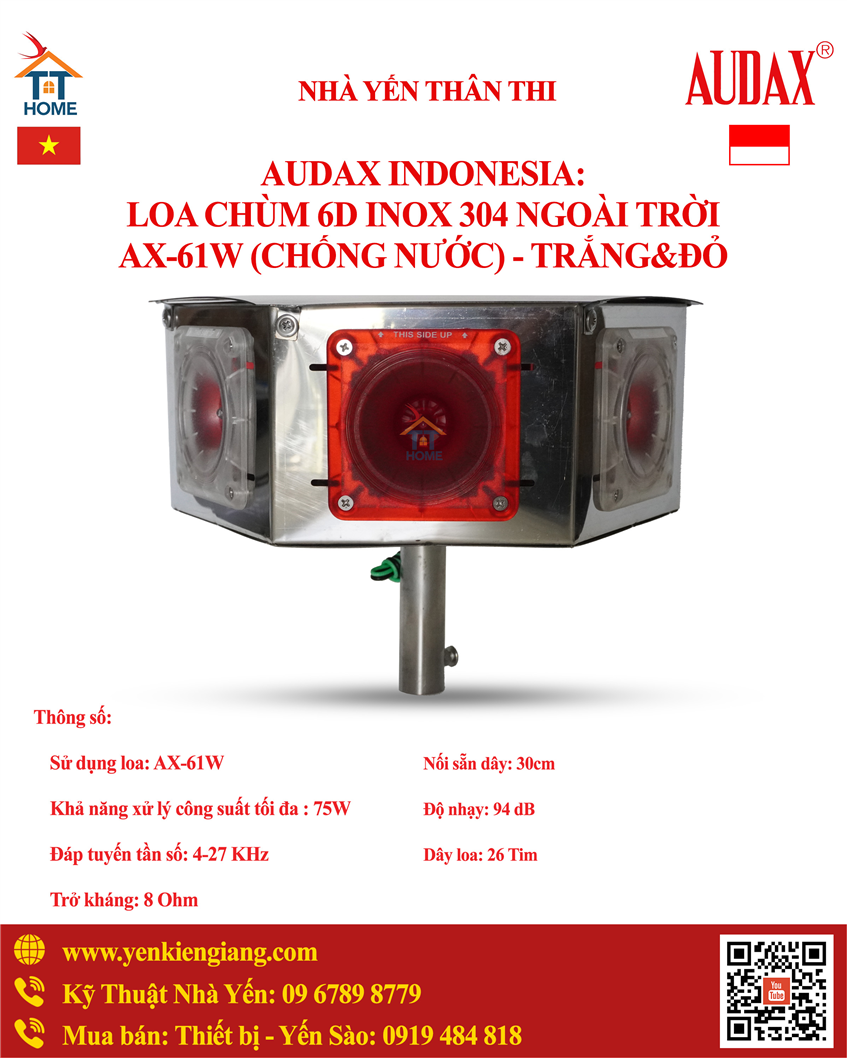 TT
HOME
NHÀ YẾN THÂN THI
AUDAX®
AUDAX INDONESIA:
LOA CHÙM 6D INOX 304 NGOÀI TRỜI
AX-61W (CHỐNG NƯỚC) - TRẮNG&ĐỎ
THIS SIDE UP
TT
HOME
Thông số:
Sử dụng loa: AX-61W
Nối sẵn dây: 30cm
Khả năng xử lý công suất tối đa : 75W
Độ nhạy: 94 dB
Đáp tuyến tần số: 4-27 KHz
Dây loa: 26 Tim
Trở kháng: 8 Ohm
www.yenkiengiang.com
Kỹ Thuật Nhà Yến: 09 6789 8779
Mua bán: Thiết bị - Yến Sào: 0919 484 818
You
Tube